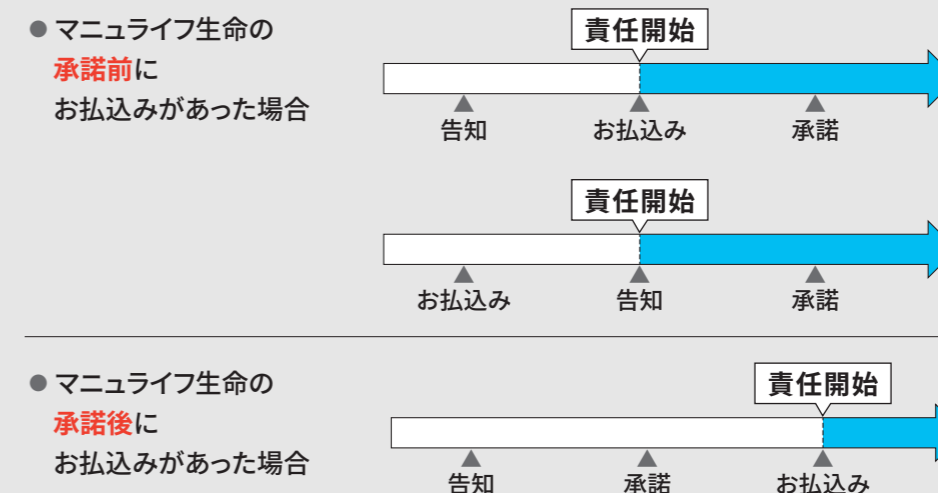 ● マニュライフ生命の
承諾前に
お払込みがあった場合
責任開始
告知 お払込み 承諾
責任開始
お払込み 告知 承諾
● マニュライフ生命の
承諾後に
お払込みがあった場合
責任開始
告知 承諾 お払込み